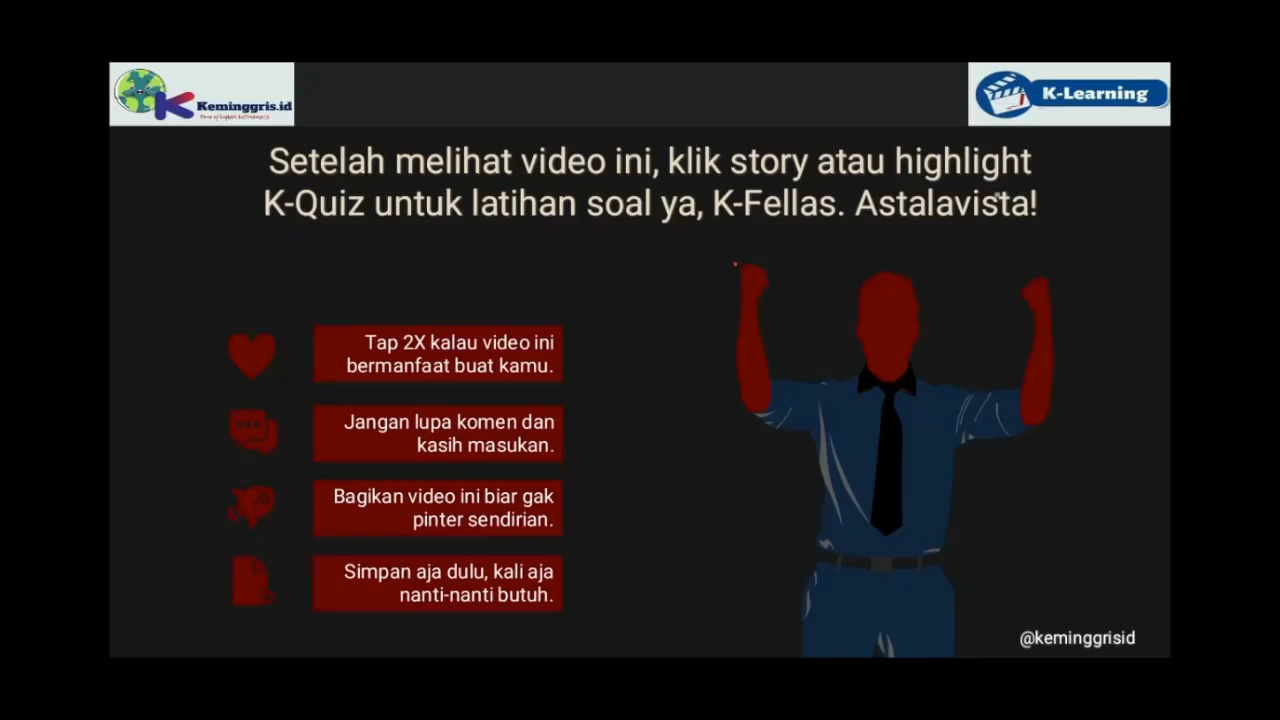 Keminggris.id
K-Learning
Setelah melihat video ini, klik story atau highlight
K-Quiz untuk latihan soal ya, K-Fellas. Astalavista!
Tap 2X kalau video ini
bermanfaat buat kamu.
Jangan lupa komen dan
kasih masukan.
Bagikan video ini biar gak
pinter sendirian.
Simpan aja dulu, kali aja
nanti-nanti butuh.
@keminggrisid